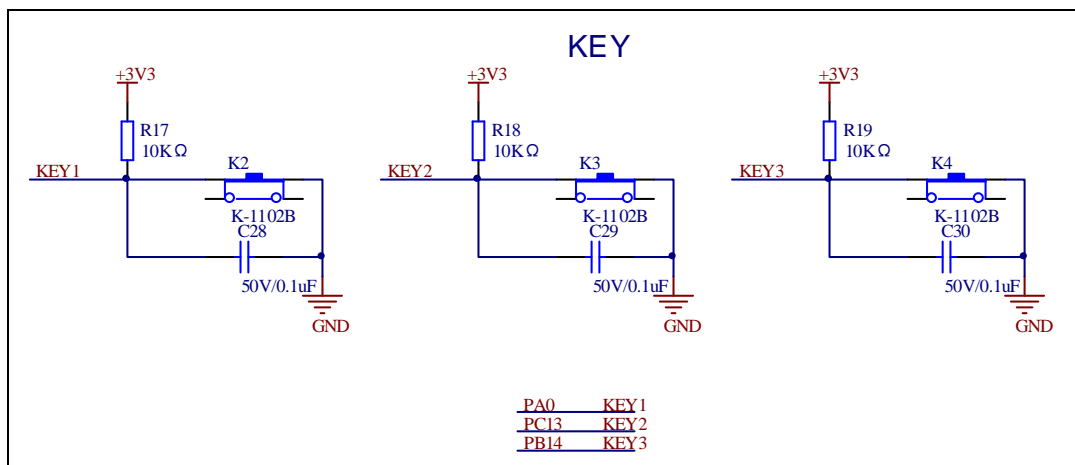 KEY
+3V3 +3V3 +3V3
R17 R18 R19
10KΩ 10KΩ 10KΩ
KEY1 K2 KEY2 K3 KEY3 K4
K-1102B K-1102B K-1102B
C28 C29 C30
50V/0.1uF 50V/0.1uF 50V/0.1uF
GND GND GND
PA0 KEY1
PC13 KEY2
PB14 KEY3